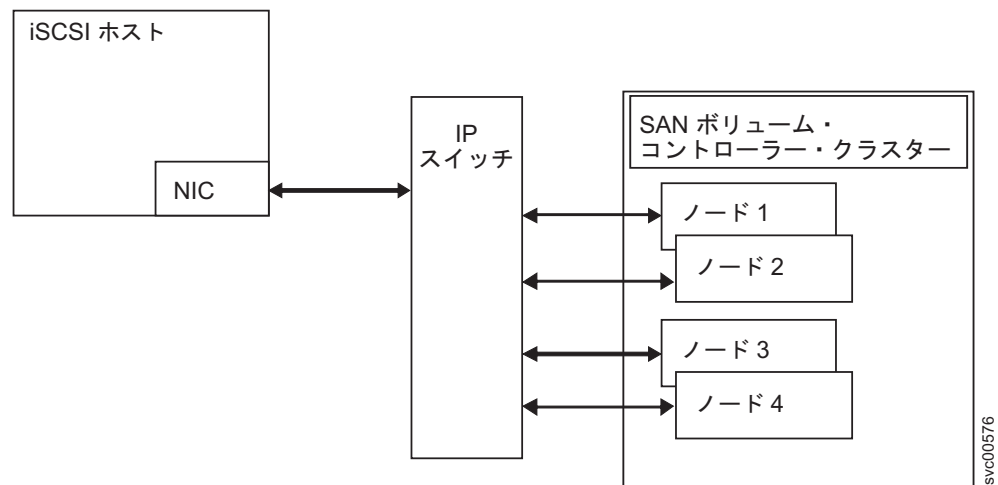 iSCSI ホスト
NIC
IP
スイッチ
SAN ボリューム・
コントローラー・クラスター
ノード 1
ノード 2
ノード 3
ノード 4
svc00576